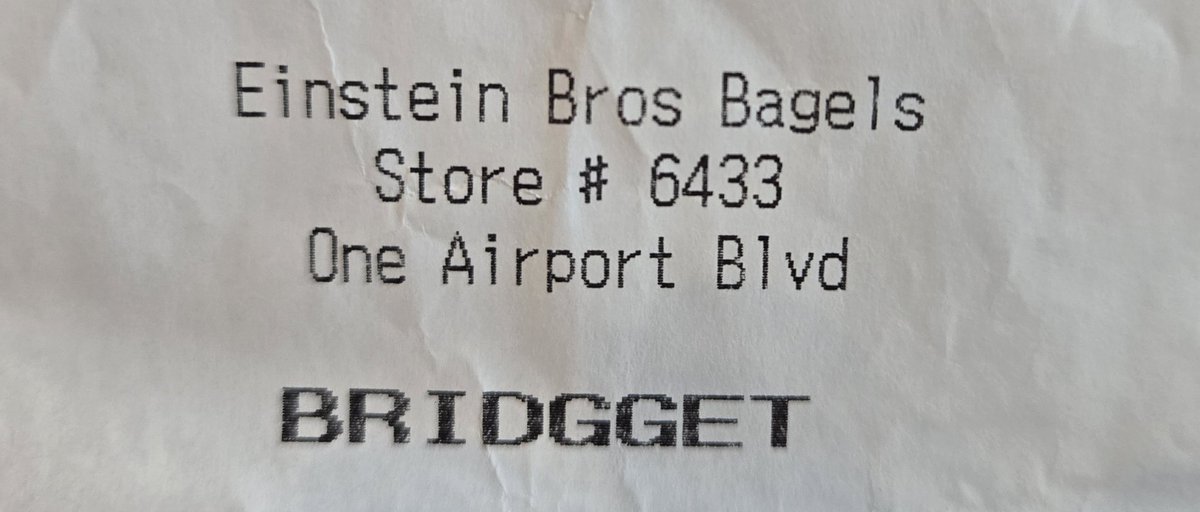 Einstein Bros Bagels
Store # 6433
One Airport Blvd
BRIDGGET